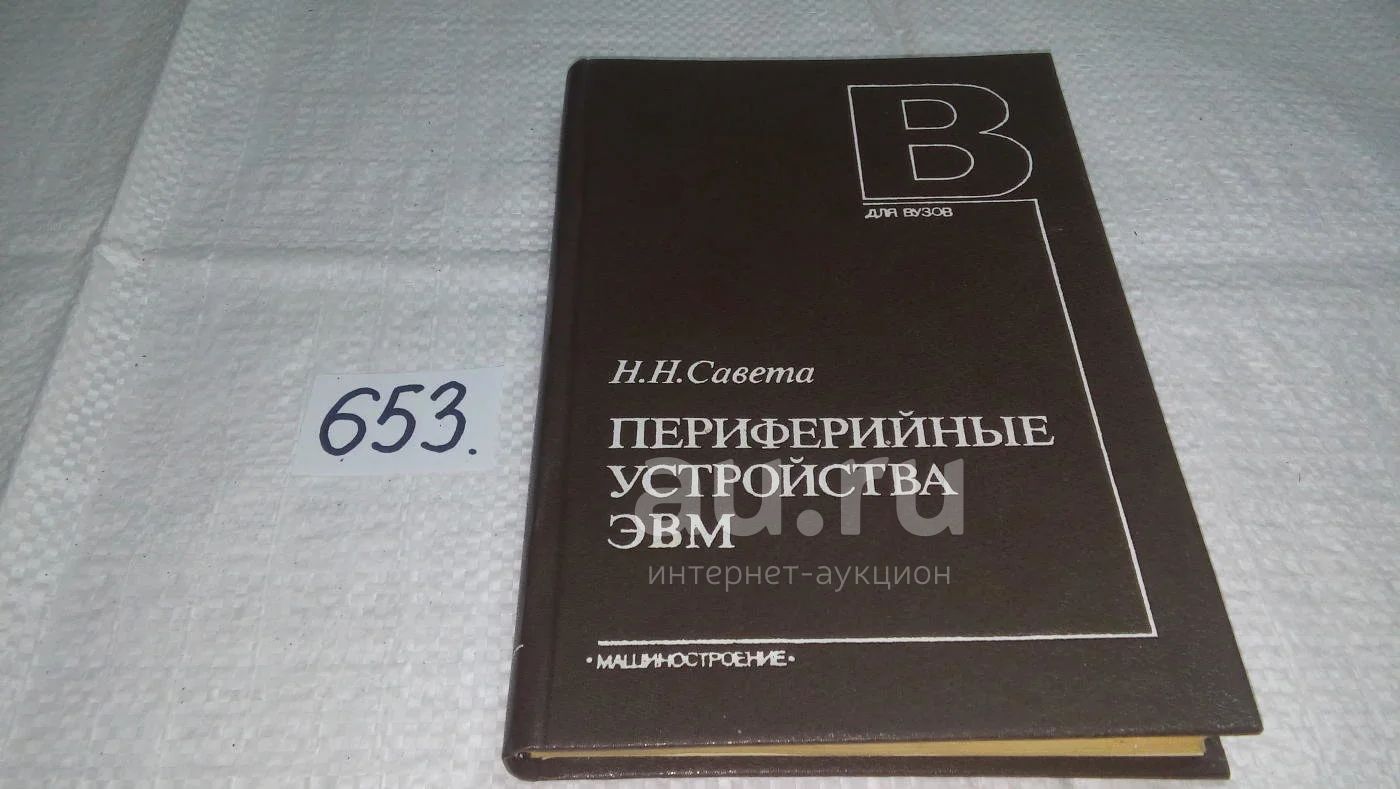 В
ДЛЯ ВУЗОВ
653.
Н.Н.Савета
ПЕРИФЕРИЙНЫЕ
УСТРОЙСТВА
ЭВМ
au.ru
интернет-аукцион
•МАШИНОСТРОЕНИЕ•